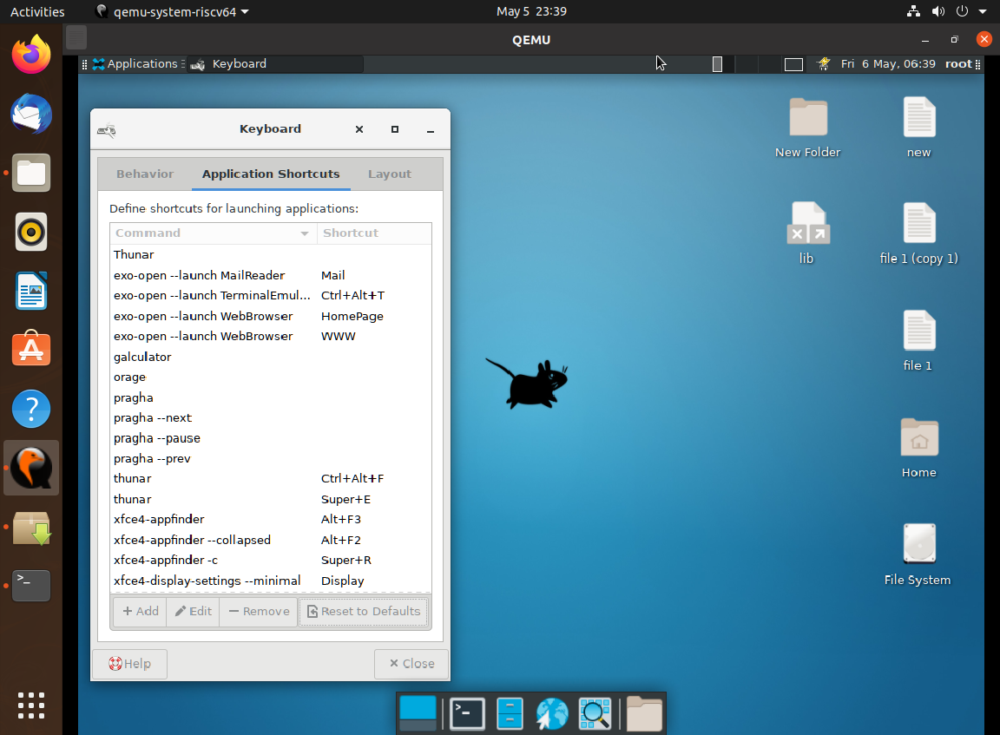 Activities qemu-system-riscv64 May 5 23:39
QEMU
Applications Keyboard Fri 6 May, 06:39 root
Keyboard
Behavior Application Shortcuts Layout
Define shortcuts for launching applications:
Command Shortcut
Thunar
exo-open --launch MailReader Mail
exo-open --launch TerminalEmul... Ctrl+Alt+T
exo-open --launch WebBrowser HomePage
exo-open --launch WebBrowser WWW
galculator
orage
pragha
pragha --next
pragha --pause
pragha --prev
thunar Ctrl+Alt+F
thunar Super+E
xfce4-appfinder Alt+F3
xfce4-appfinder --collapsed Alt+F2
xfce4-appfinder -c Super+R
xfce4-display-settings --minimal Display
Add Edit Remove Reset to Defaults
Help Close
New Folder new
lib file 1 (copy 1)
file 1
Home
File System